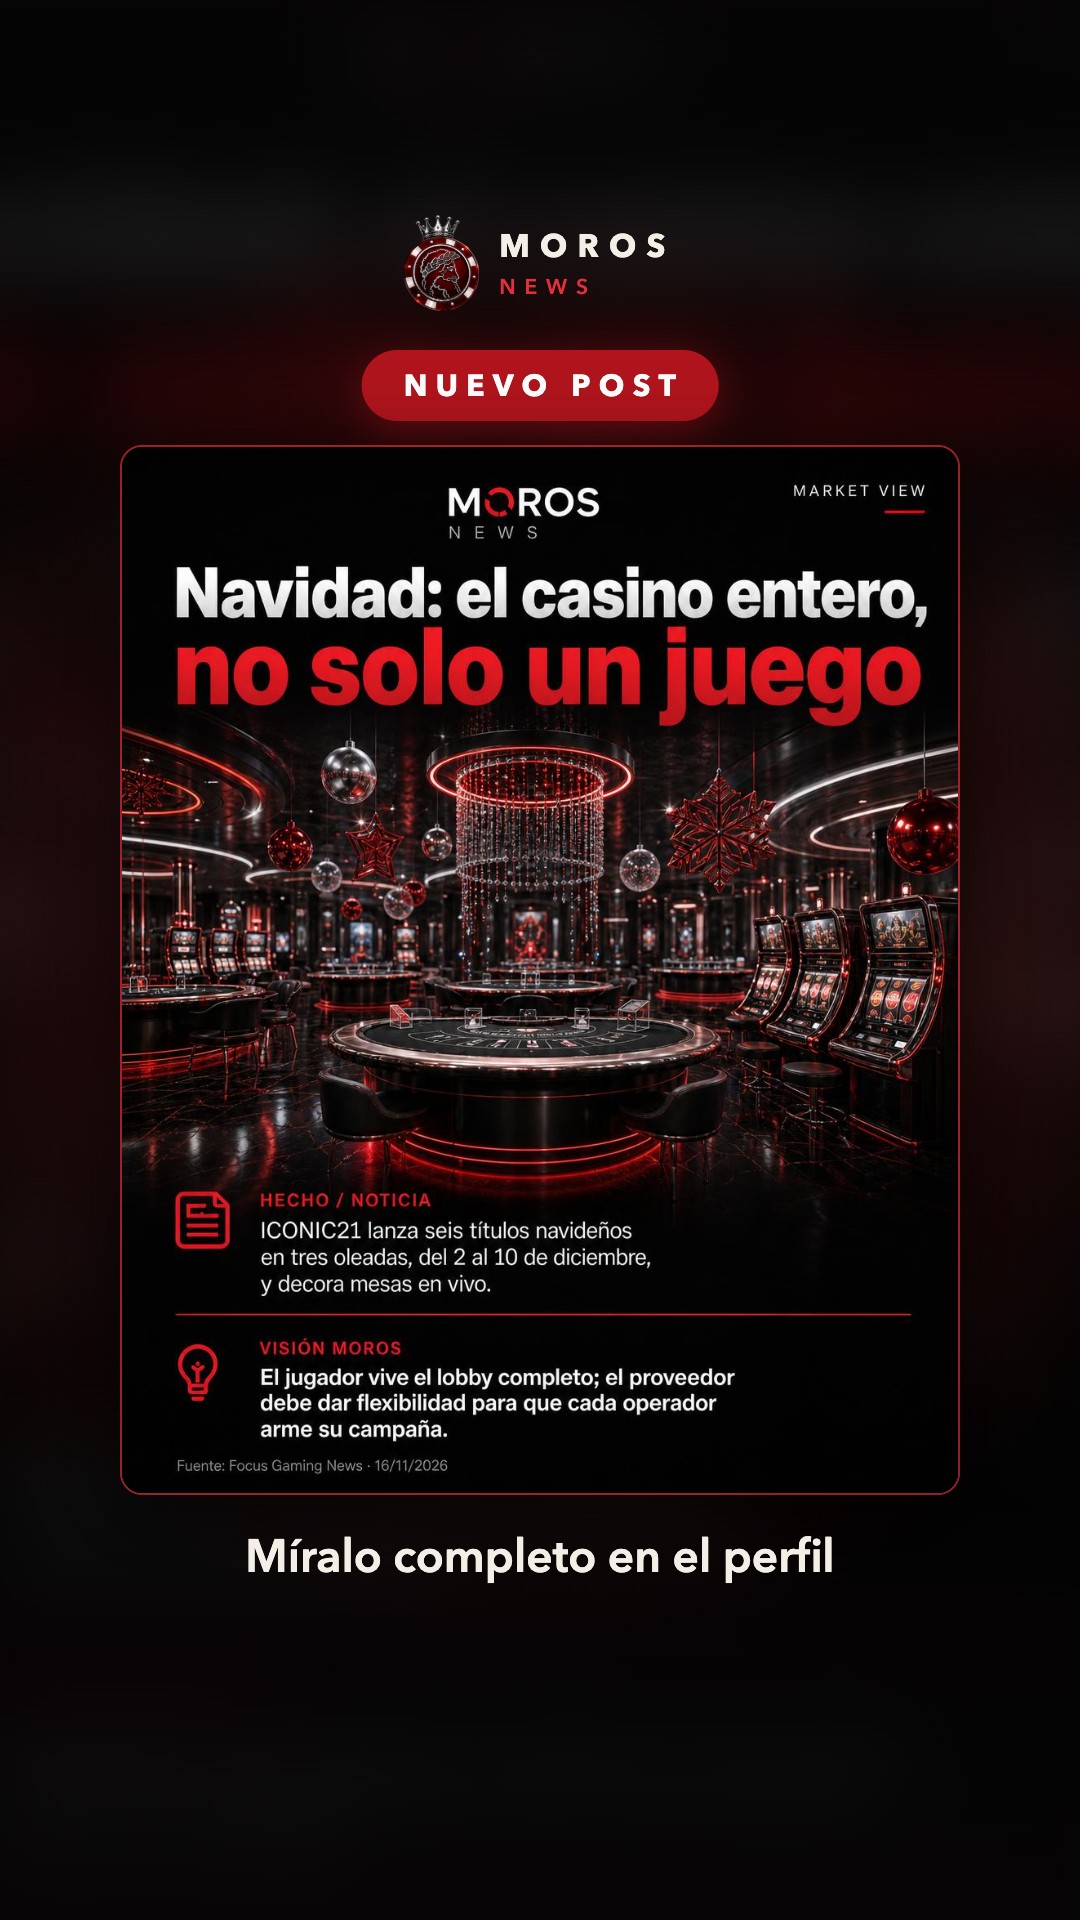 MOROS
NEWS
NUEVO POST
MOROS
NEWS
MARKET VIEW
Navidad: el casino entero,
no solo un juego
HECHO / NOTICIA
ICONIC21 lanza seis títulos navideños
en tres oleadas, del 2 al 10 de diciembre,
y decora mesas en vivo.
VISIÓN MOROS
El jugador vive el lobby completo; el proveedor
debe dar flexibilidad para que cada operador
arme su campaña.
Fuente: Focus Gaming News · 16/11/2026
Míralo completo en el perfil